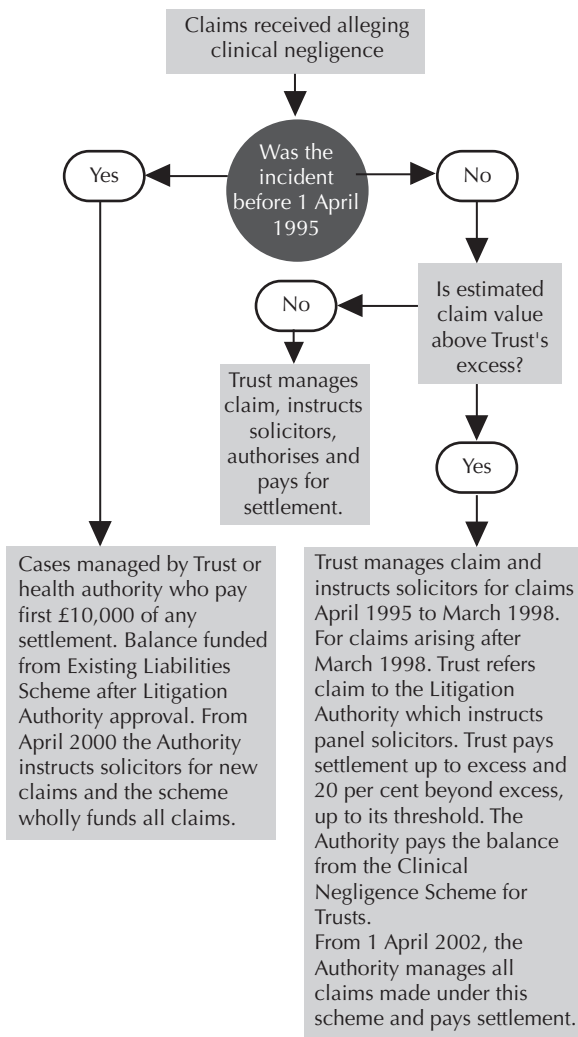 Claims received alleging
clinical negligence
Was the
incident
before 1 April
1995
Yes
No
Is estimated
claim value
above Trust's
excess?
No
Trust manages
claim, instructs
solicitors,
authorises and
pays for
settlement.
Yes
Cases managed by Trust or
health authority who pay
first £10,000 of any
settlement. Balance funded
from Existing Liabilities
Scheme after Litigation
Authority approval. From
April 2000 the Authority
instructs solicitors for new
claims and the scheme
wholly funds all claims.
Trust manages claim and
instructs solicitors for claims
April 1995 to March 1998.
For claims arising after
March 1998. Trust refers
claim to the Litigation
Authority which instructs
panel solicitors. Trust pays
settlement up to excess and
20 per cent beyond excess,
up to its threshold. The
Authority pays the balance
from the Clinical
Negligence Scheme for
Trusts.
From 1 April 2002, the
Authority manages all
claims made under this
scheme and pays settlement.